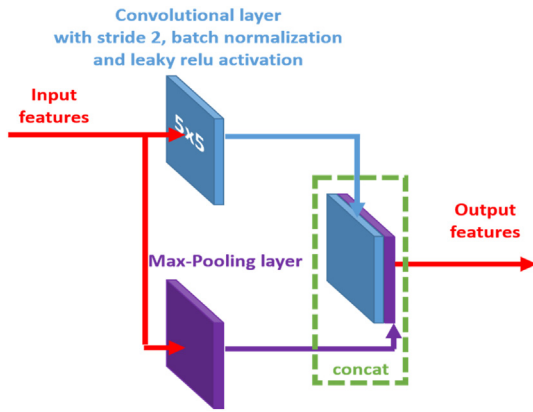 Convolutional layer
with stride 2, batch normalization
and leaky relu activation
Input
features
5x5
Output
features
Max-Pooling layer
concat